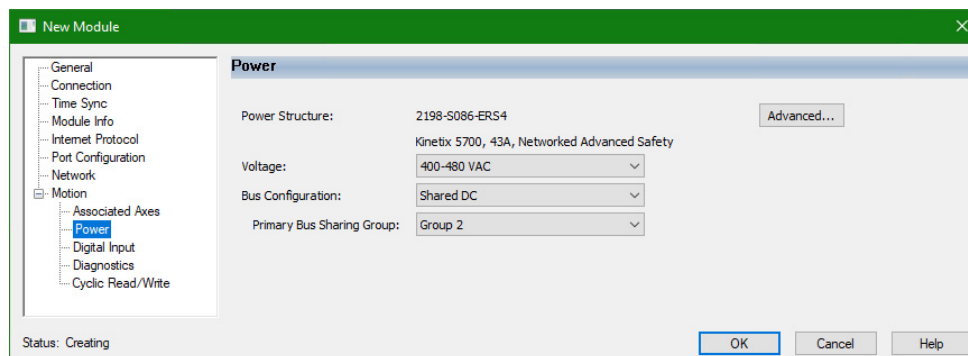 New Module
General
Connection
Time Sync
Module Info
Internet Protocol
Port Configuration
Network
Motion
Associated Axes
Power
Digital Input
Diagnostics
Cyclic Read/Write
Power
Power Structure: 2198-S086-ERS4 Advanced...
Kinetix 5700, 43A, Networked Advanced Safety
Voltage: 400-480 VAC
Bus Configuration: Shared DC
Primary Bus Sharing Group: Group 2
Status: Creating OK Cancel Help